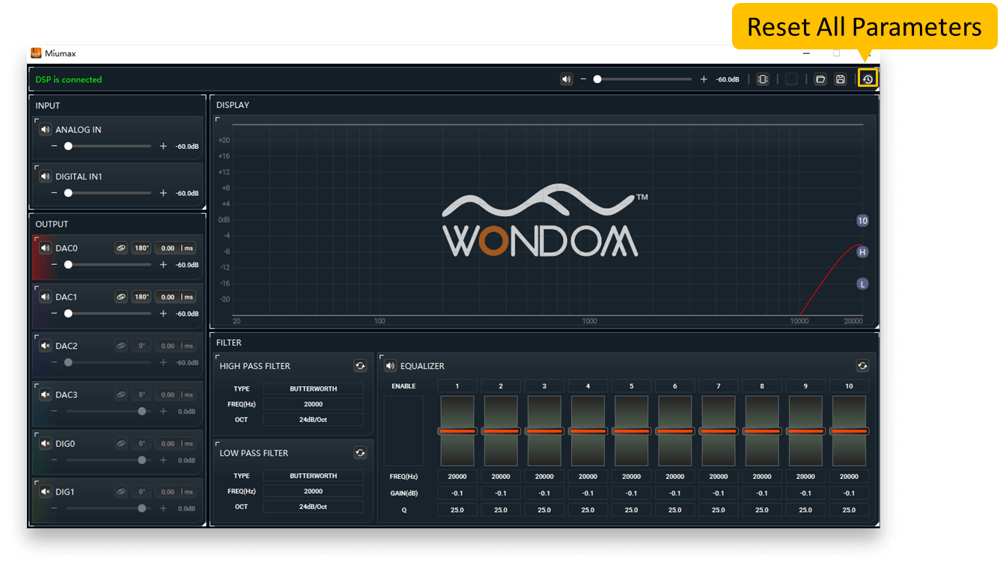 Reset All Parameters
Miumax
DSP is connected
-60.0dB
INPUT
ANALOG IN
-60.0dB
DIGITAL IN1
-60.0dB
OUTPUT
DAC0 180° 0.00 ms
-60.0dB
DAC1 180° 0.00 ms
-60.0dB
DAC2 0° 0.00 ms
-60.0dB
DAC3 0° 0.00 ms
0.0dB
DIG0 0° 0.00 ms
0.0dB
DIG1 0° 0.00 ms
0.0dB
DISPLAY
+20
+16
+12
+8
+4
0dB
-4
-8
-12
-16
-20
WONDOM TM
10
H
L
20 100 1000 10000 20000
FILTER
HIGH PASS FILTER
TYPE BUTTERWORTH
FREQ(Hz) 20000
OCT 24dB/Oct
LOW PASS FILTER
TYPE BUTTERWORTH
FREQ(Hz) 20000
OCT 24dB/Oct
EQUALIZER
ENABLE 1 2 3 4 5 6 7 8 9 10
FREQ(Hz) 20000 20000 20000 20000 20000 20000 20000 20000 20000 20000
GAIN(dB) -0.1 -0.1 -0.1 -0.1 -0.1 -0.1 -0.1 -0.1 -0.1 -0.1
Q 25.0 25.0 25.0 25.0 25.0 25.0 25.0 25.0 25.0 25.0